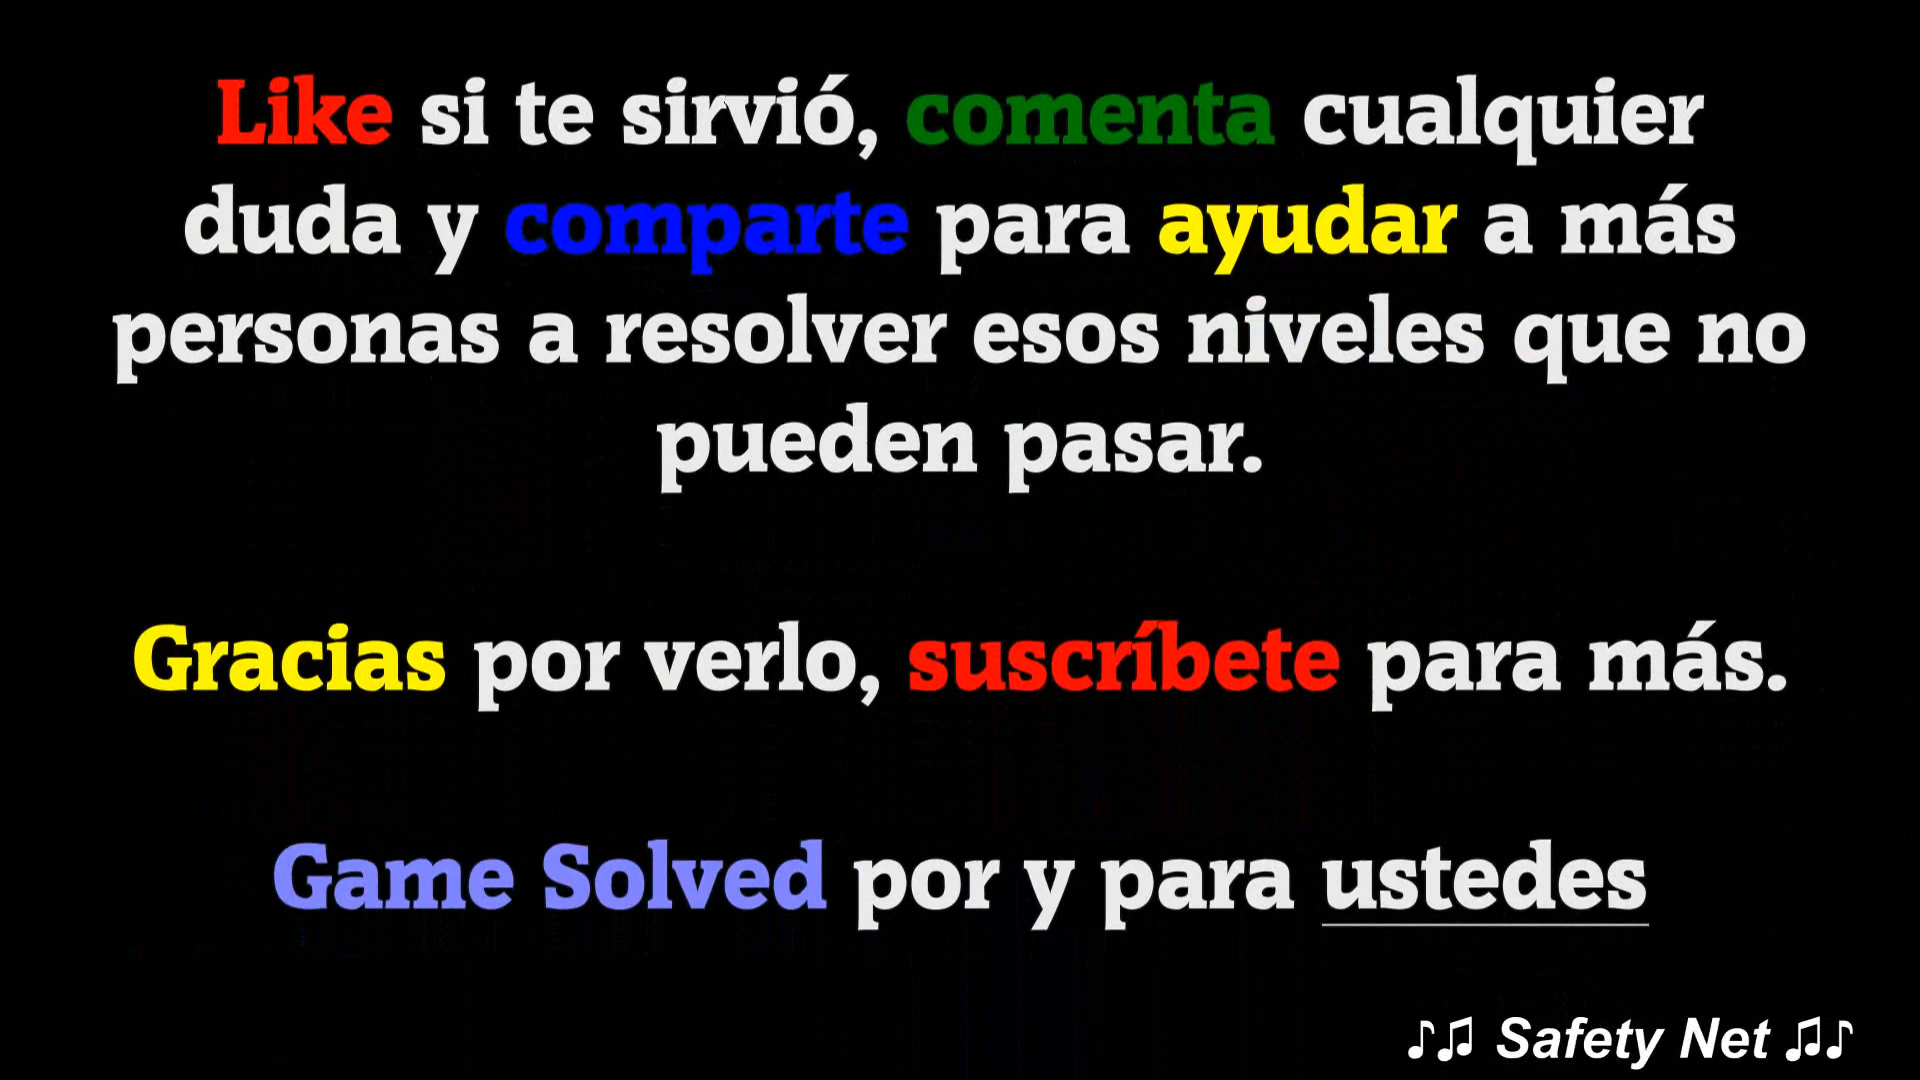 Like si te sirvió, comenta cualquier
duda y comparte para ayudar a más
personas a resolver esos niveles que no
pueden pasar.
Gracias por verlo, suscríbete para más.
Game Solved por y para ustedes
♪♫ Safety Net ♫♪